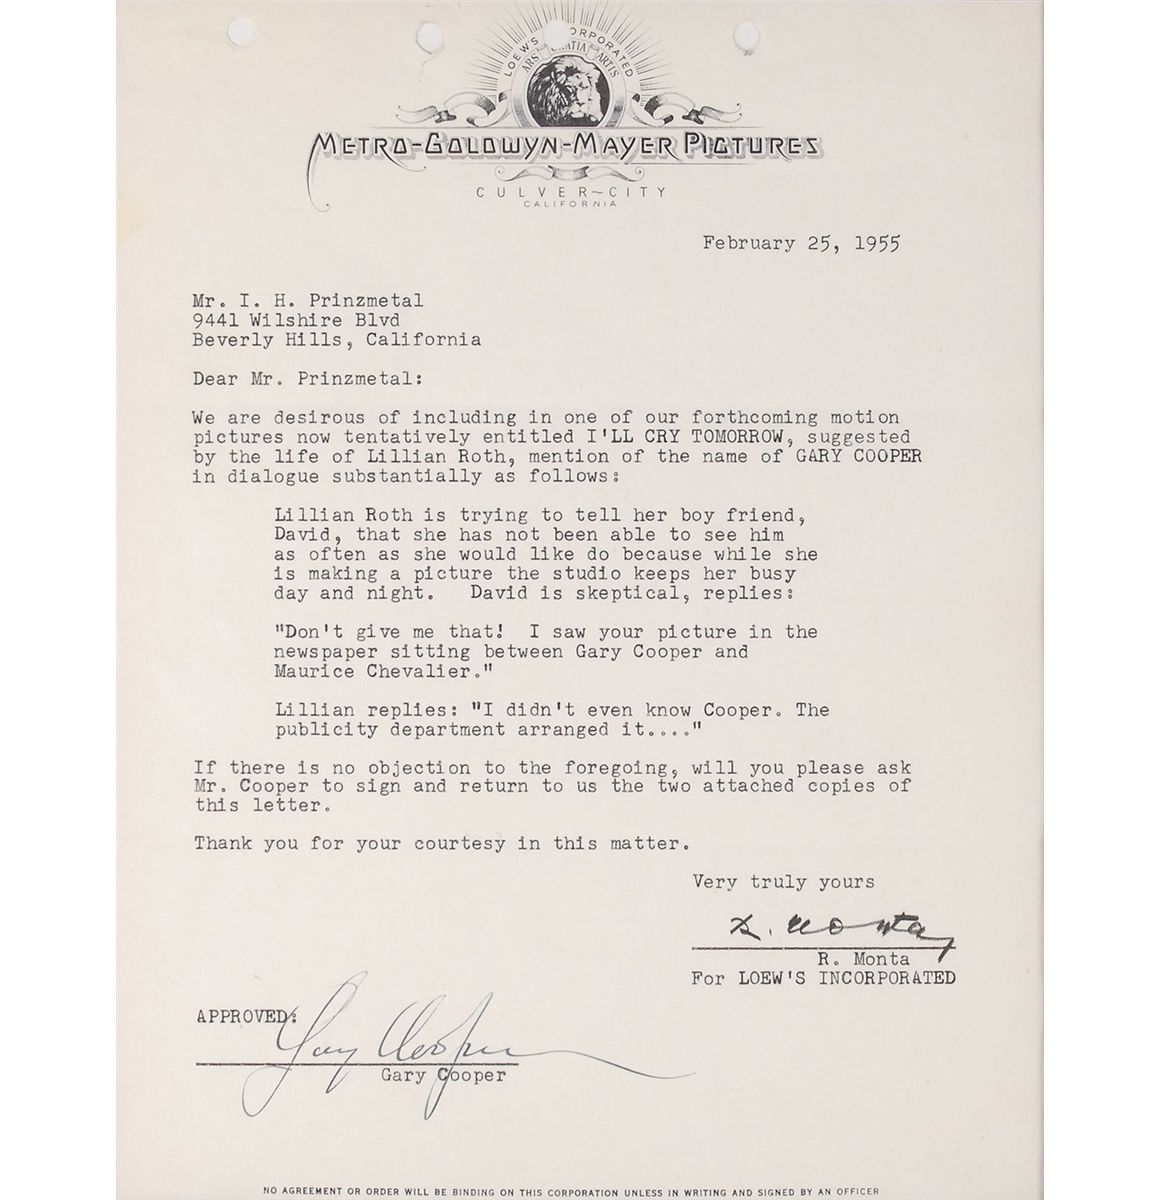 LOEW'S INCORPORATED
ARS GRATIA ARTIS
METRO-GOLDWYN-MAYER PICTURES
CULVER~CITY
CALIFORNIA
February 25, 1955
Mr. I. H. Prinzmetal
9441 Wilshire Blvd
Beverly Hills, California
Dear Mr. Prinzmetal:
We are desirous of including in one of our forthcoming motion
pictures now tentatively entitled I'LL CRY TOMORROW, suggested
by the life of Lillian Roth, mention of the name of GARY COOPER
in dialogue substantially as follows:
Lillian Roth is trying to tell her boy friend,
David, that she has not been able to see him
as often as she would like do because while she
is making a picture the studio keeps her busy
day and night. David is skeptical, replies:
"Don't give me that! I saw your picture in the
newspaper sitting between Gary Cooper and
Maurice Chevalier."
Lillian replies: "I didn't even know Cooper. The
publicity department arranged it...."
If there is no objection to the foregoing, will you please ask
Mr. Cooper to sign and return to us the two attached copies of
this letter.
Thank you for your courtesy in this matter.
Very truly yours
R. Monta
R. Monta
For LOEW'S INCORPORATED
APPROVED:
Gary Cooper
Gary Cooper
NO AGREEMENT OR ORDER WILL BE BINDING ON THIS CORPORATION UNLESS IN WRITING AND SIGNED BY AN OFFICER